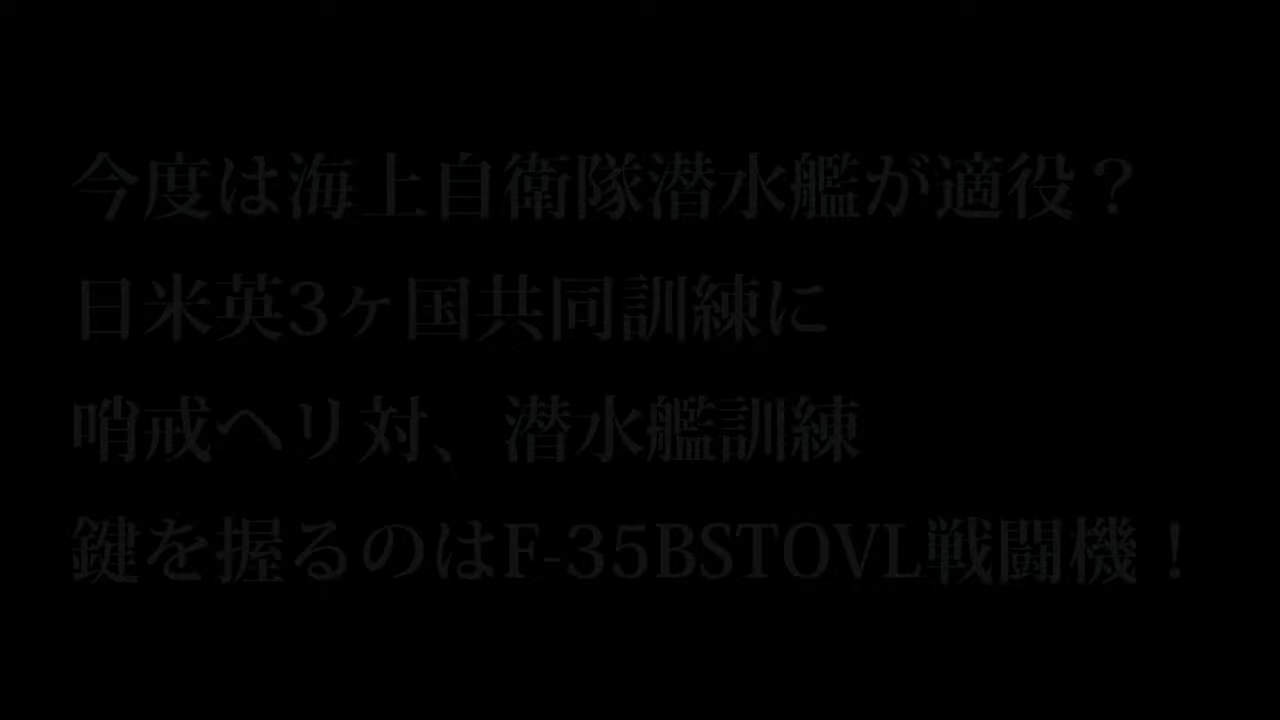 今度は海上自衛隊潜水艦が適役？
日米英3ヶ国共同訓練に
哨戒ヘリ対、潜水艦訓練
鍵を握るのはF-35BSTOVL戦闘機！